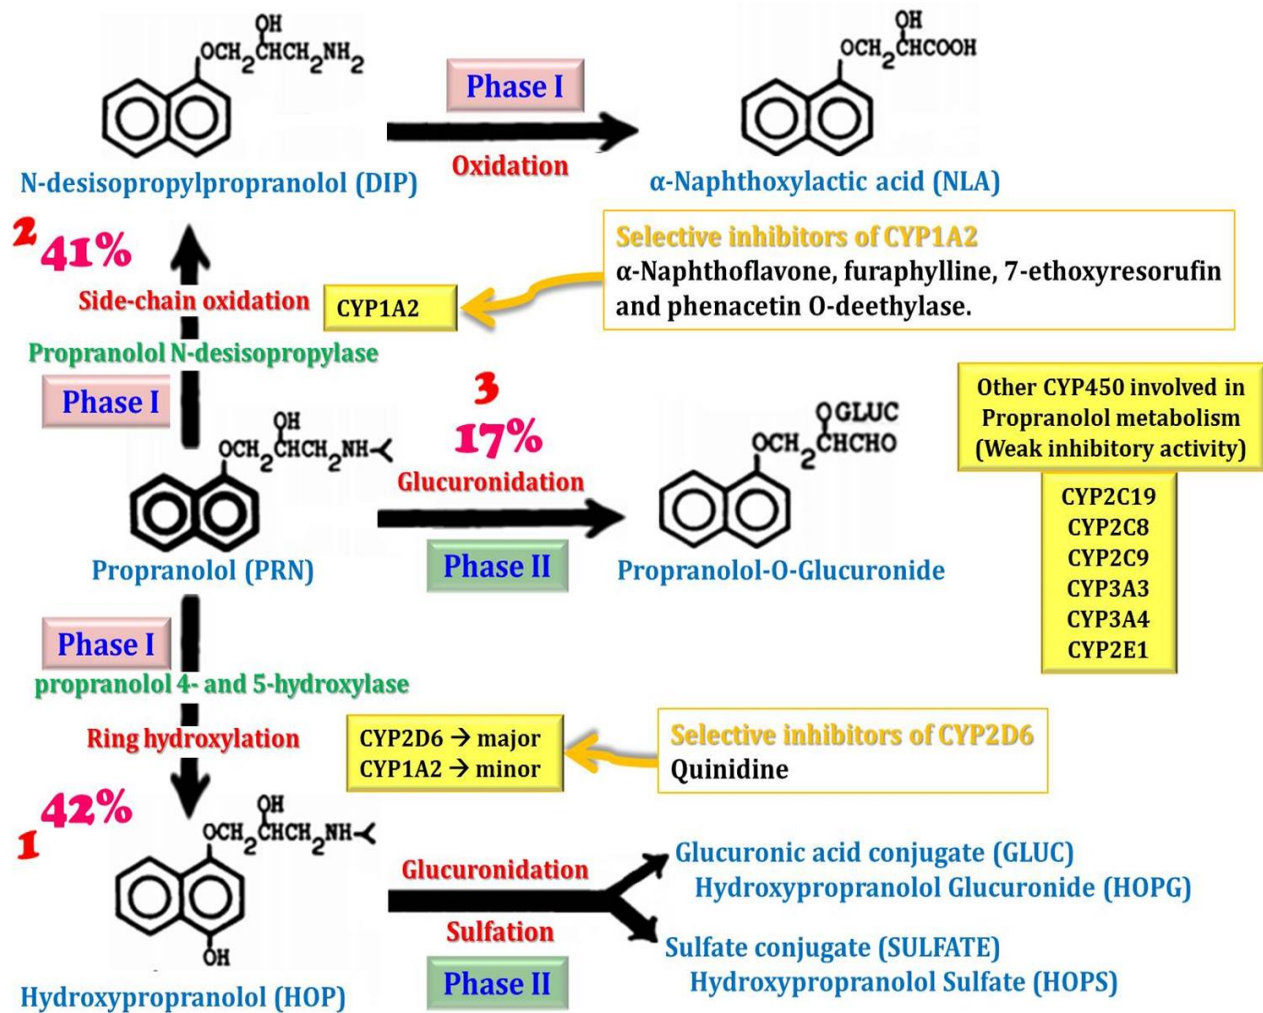 OH
OCH2CHCH2NH2
Phase I
Oxidation
OH
OCH2CHCOOH
N-desisopropylpropranolol (DIP)
α-Naphthoxylactic acid (NLA)
2 41%
Side-chain oxidation
CYP1A2
Selective inhibitors of CYP1A2
α-Naphthoflavone, furaphylline, 7-ethoxyresorufin
and phenacetin O-deethylase.
Propranolol N-desisopropylase
Phase I
OH
OCH2CHCH2NH
3
17%
Glucuronidation
Phase II
OGLUC
OCH2CHCHO
Other CYP450 involved in
Propranolol metabolism
(Weak inhibitory activity)
CYP2C19
CYP2C8
CYP2C9
CYP3A3
CYP3A4
CYP2E1
Propranolol (PRN)
Propranolol-O-Glucuronide
Phase I
propranolol 4- and 5-hydroxylase
Ring hydroxylation
CYP2D6 → major
CYP1A2 → minor
Selective inhibitors of CYP2D6
Quinidine
1 42%
OH
OCH2CHCH2NH
OH
Hydroxypropranolol (HOP)
Glucuronidation
Sulfation
Phase II
Glucuronic acid conjugate (GLUC)
Hydroxypropranolol Glucuronide (HOPG)
Sulfate conjugate (SULFATE)
Hydroxypropranolol Sulfate (HOPS)